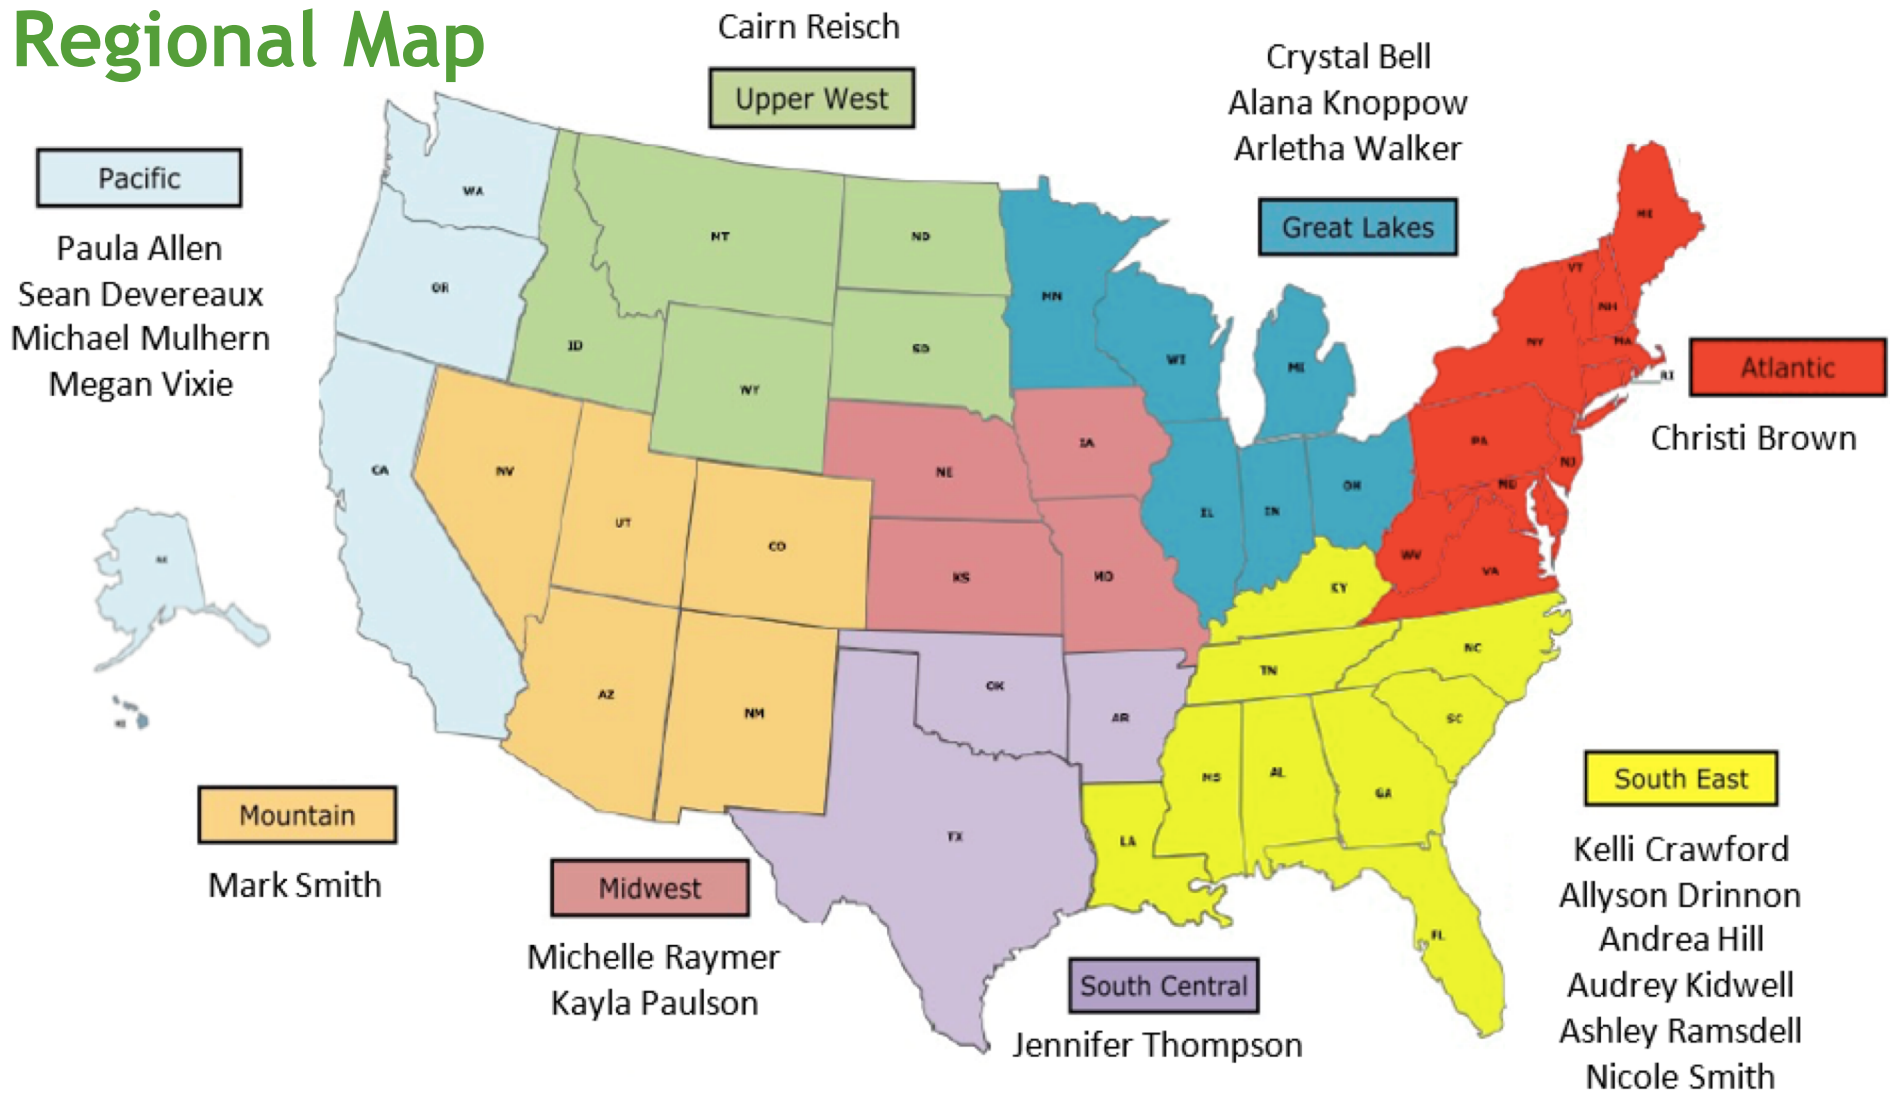 Regional Map
Cairn Reisch
Upper West
Crystal Bell
Alana Knoppow
Arletha Walker
Great Lakes
Pacific
Paula Allen
Sean Devereaux
Michael Mulhern
Megan Vixie
Atlantic
Christi Brown
Mountain
Mark Smith
Midwest
Michelle Raymer
Kayla Paulson
South Central
Jennifer Thompson
South East
Kelli Crawford
Allyson Drinnon
Andrea Hill
Audrey Kidwell
Ashley Ramsdell
Nicole Smith
WA
OR
CA
AK
HI
MT
ID
WY
ND
SD
NV
UT
CO
AZ
NM
NE
KS
IA
MO
OK
AR
TX
MN
WI
MI
IL
IN
OH
KY
TN
NC
SC
MS
AL
GA
LA
FL
ME
VT
NH
MA
RI
NY
PA
NJ
MD
WV
VA